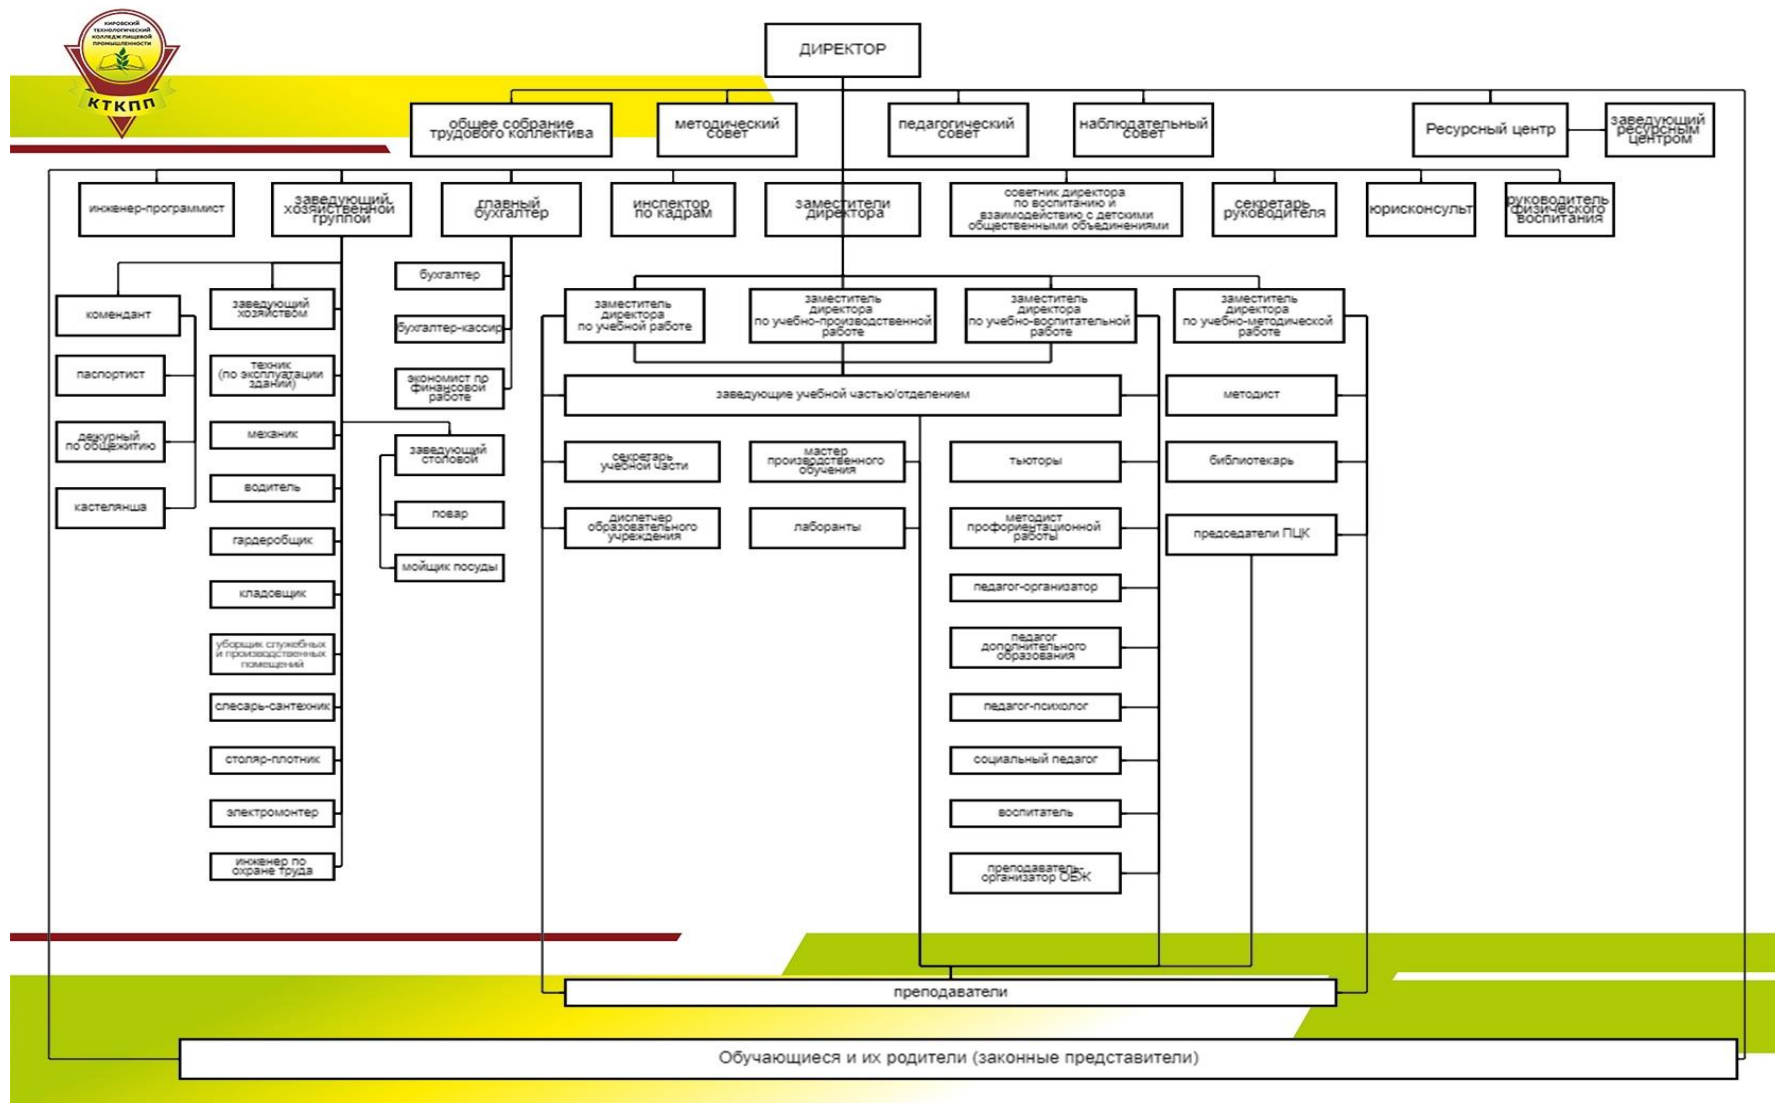 КИРОВСКИЙ
ТЕХНОЛОГИЧЕСКИЙ
КОЛЛЕДЖ ПИЩЕВОЙ
ПРОМЫШЛЕННОСТИ
КТКПП
ДИРЕКТОР
общее собрание
трудового коллектива
методический
совет
педагогический
совет
наблюдательный
совет
Ресурсный центр
заведующий
ресурсным
центром
инженер-программист
заведующий
хозяйственной
группой
главный
бухгалтер
инспектор
по кадрам
заместители
директора
советник директора
по воспитанию и
взаимодействию с детскими
общественными объединениями
секретарь
руководителя
юрисконсульт
руководитель
физического
воспитания
комендант
паспортист
дежурный
по общежитию
кастелянша
заведующий
хозяйством
техник
(по эксплуатации
зданий)
механик
водитель
гардеробщик
кладовщик
уборщик служебных
и производственных
помещений
слесарь-сантехник
столяр-плотник
электромонтер
инженер по
охране труда
бухгалтер
бухгалтер-кассир
экономист по
финансовой
работе
заведующий
столовой
повар
мойщик посуды
заместитель
директора
по учебной работе
заместитель
директора
по учебно-производственной
работе
заместитель
директора
по учебно-воспитательной
работе
заместитель
директора
по учебно-методической
работе
заведующие учебной частью/отделением
секретарь
учебной части
диспетчер
образовательного
учреждения
мастер
производственного
обучения
лаборанты
тьюторы
методист
профориентационной
работы
педагог-организатор
педагог
дополнительного
образования
педагог-психолог
социальный педагог
воспитатель
преподаватель-
организатор ОБЖ
методист
библиотекарь
председатели ПЦК
преподаватели
Обучающиеся и их родители (законные представители)